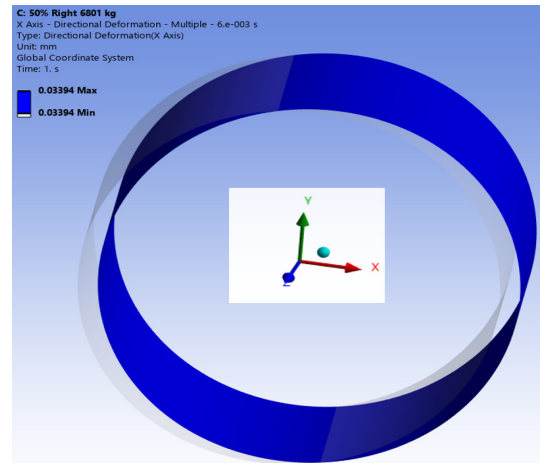 C: 50% Right 6801 kg
X Axis - Directional Deformation - Multiple - 6.e-003 s
Type: Directional Deformation(X Axis)
Unit: mm
Global Coordinate System
Time: 1. s
0.03394 Max
0.03394 Min
Y
X
Z